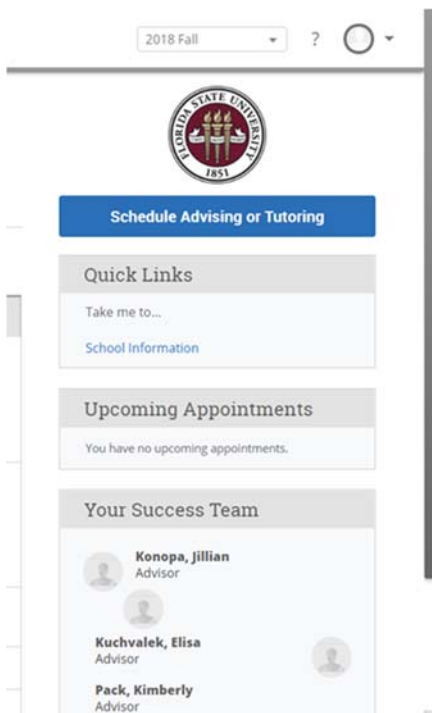 2018 Fall
?
FLORIDA STATE UNIVERSITY
1851
Schedule Advising or Tutoring
Quick Links
Take me to...
School Information
Upcoming Appointments
You have no upcoming appointments.
Your Success Team
Konopa, Jillian
Advisor
Kuchvalek, Elisa
Advisor
Pack, Kimberly
Advisor